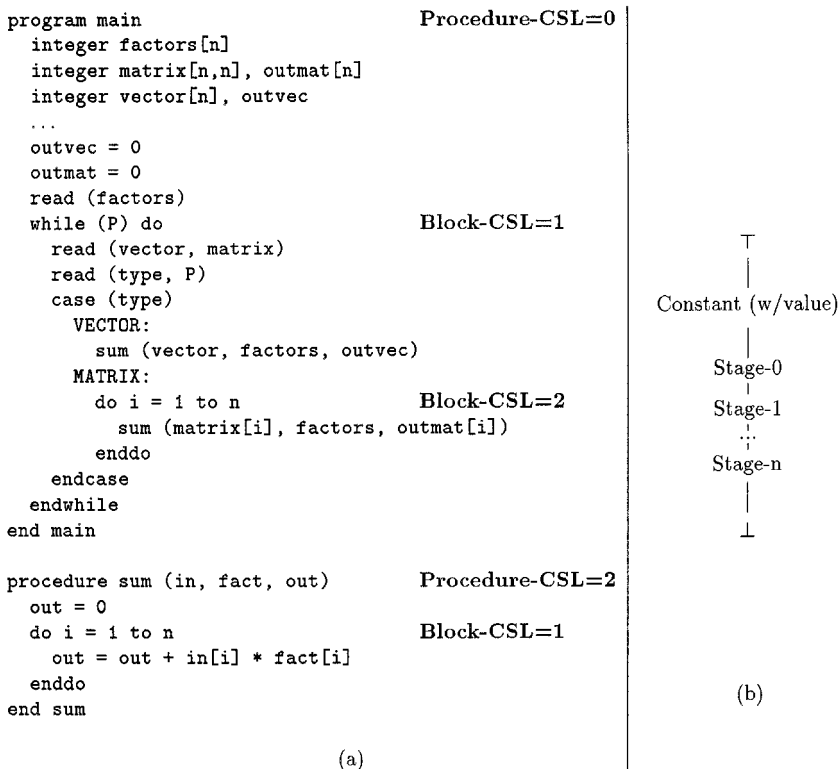 program main Procedure-CSL=0
integer factors[n]
integer matrix[n,n], outmat[n]
integer vector[n], outvec
...
outvec = 0
outmat = 0
read (factors)
while (P) do Block-CSL=1
read (vector, matrix)
read (type, P)
case (type)
VECTOR:
sum (vector, factors, outvec)
MATRIX:
do i = 1 to n Block-CSL=2
sum (matrix[i], factors, outmat[i])
enddo
endcase
endwhile
end main
procedure sum (in, fact, out) Procedure-CSL=2
out = 0
do i = 1 to n Block-CSL=1
out = out + in[i] * fact[i]
enddo
end sum
(a)
⊤
Constant (w/value)
Stage-0
Stage-1
...
Stage-n
⊥
(b)